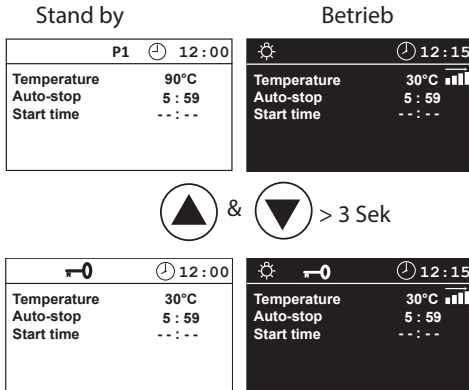 Stand by
Betrieb
P1 12:00
Temperature 90°C
Auto-stop 5 : 59
Start time - - : - -
12:15
Temperature 30°C
Auto-stop 5 : 59
Start time - - : - -
& > 3 Sek
12:00
Temperature 30°C
Auto-stop 5 : 59
Start time - - : - -
12:15
Temperature 30°C
Auto-stop 5 : 59
Start time - - : - -